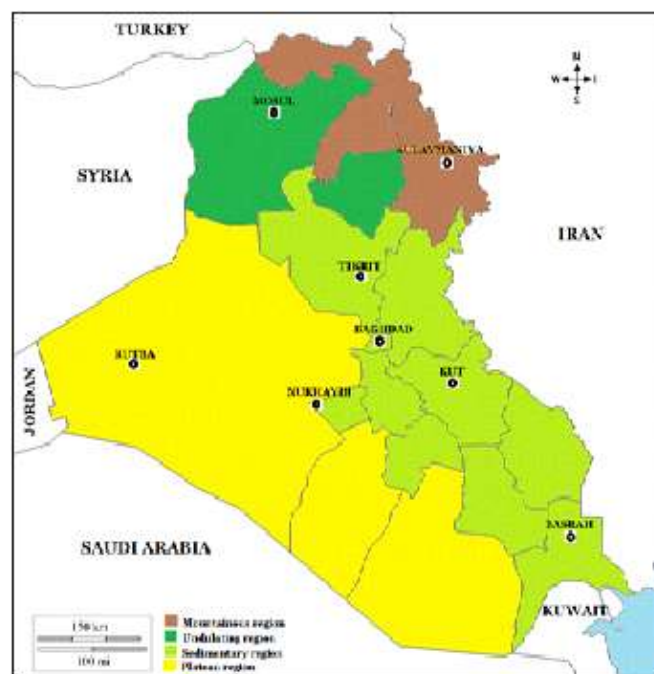 TURKEY
N
W E
S
MOSUL
SULAYMANIYA
SYRIA
IRAN
TIKRIT
BAGHDAD
RUTBA
KUT
NUKHAYIB
JORDAN
BASRAH
SAUDI ARABIA
KUWAIT
150 km
100 mi
Mountainous region
Undulating region
Sedimentary region
Plateau region